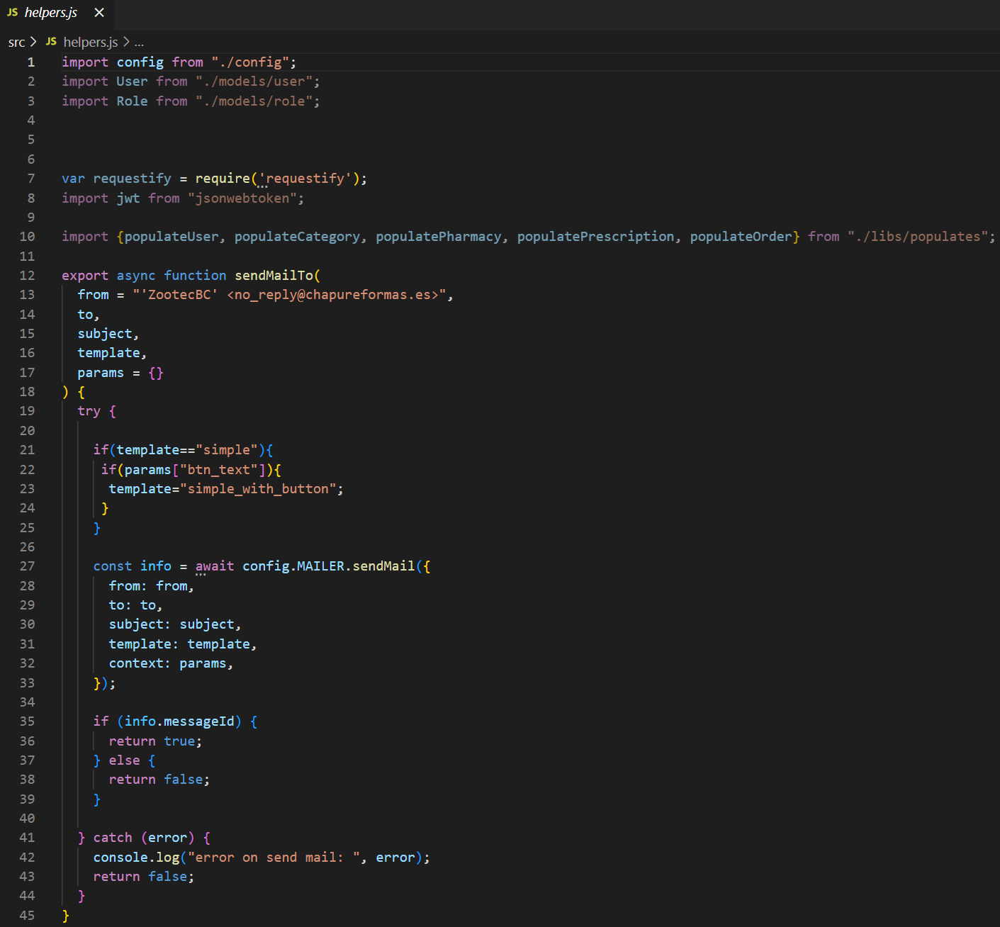 JS helpers.js ×
src > JS helpers.js > ...
1 import config from "./config";
2 import User from "./models/user";
3 import Role from "./models/role";
4
5
6
7 var requestify = require('requestify');
8 import jwt from "jsonwebtoken";
9
10 import {populateUser, populateCategory, populatePharmacy, populatePrescription, populateOrder} from "./libs/populates";
11
12 export async function sendMailTo(
13   from = "'ZootecBC' <no_reply@chapureformas.es>",
14   to,
15   subject,
16   template,
17   params = {}
18 ) {
19   try {
20
21     if(template=="simple"){
22      if(params["btn_text"]){
23       template="simple_with_button";
24      }
25     }
26
27     const info = await config.MAILER.sendMail({
28       from: from,
29       to: to,
30       subject: subject,
31       template: template,
32       context: params,
33     });
34
35     if (info.messageId) {
36       return true;
37     } else {
38       return false;
39     }
40
41   } catch (error) {
42     console.log("error on send mail: ", error);
43     return false;
44   }
45 }